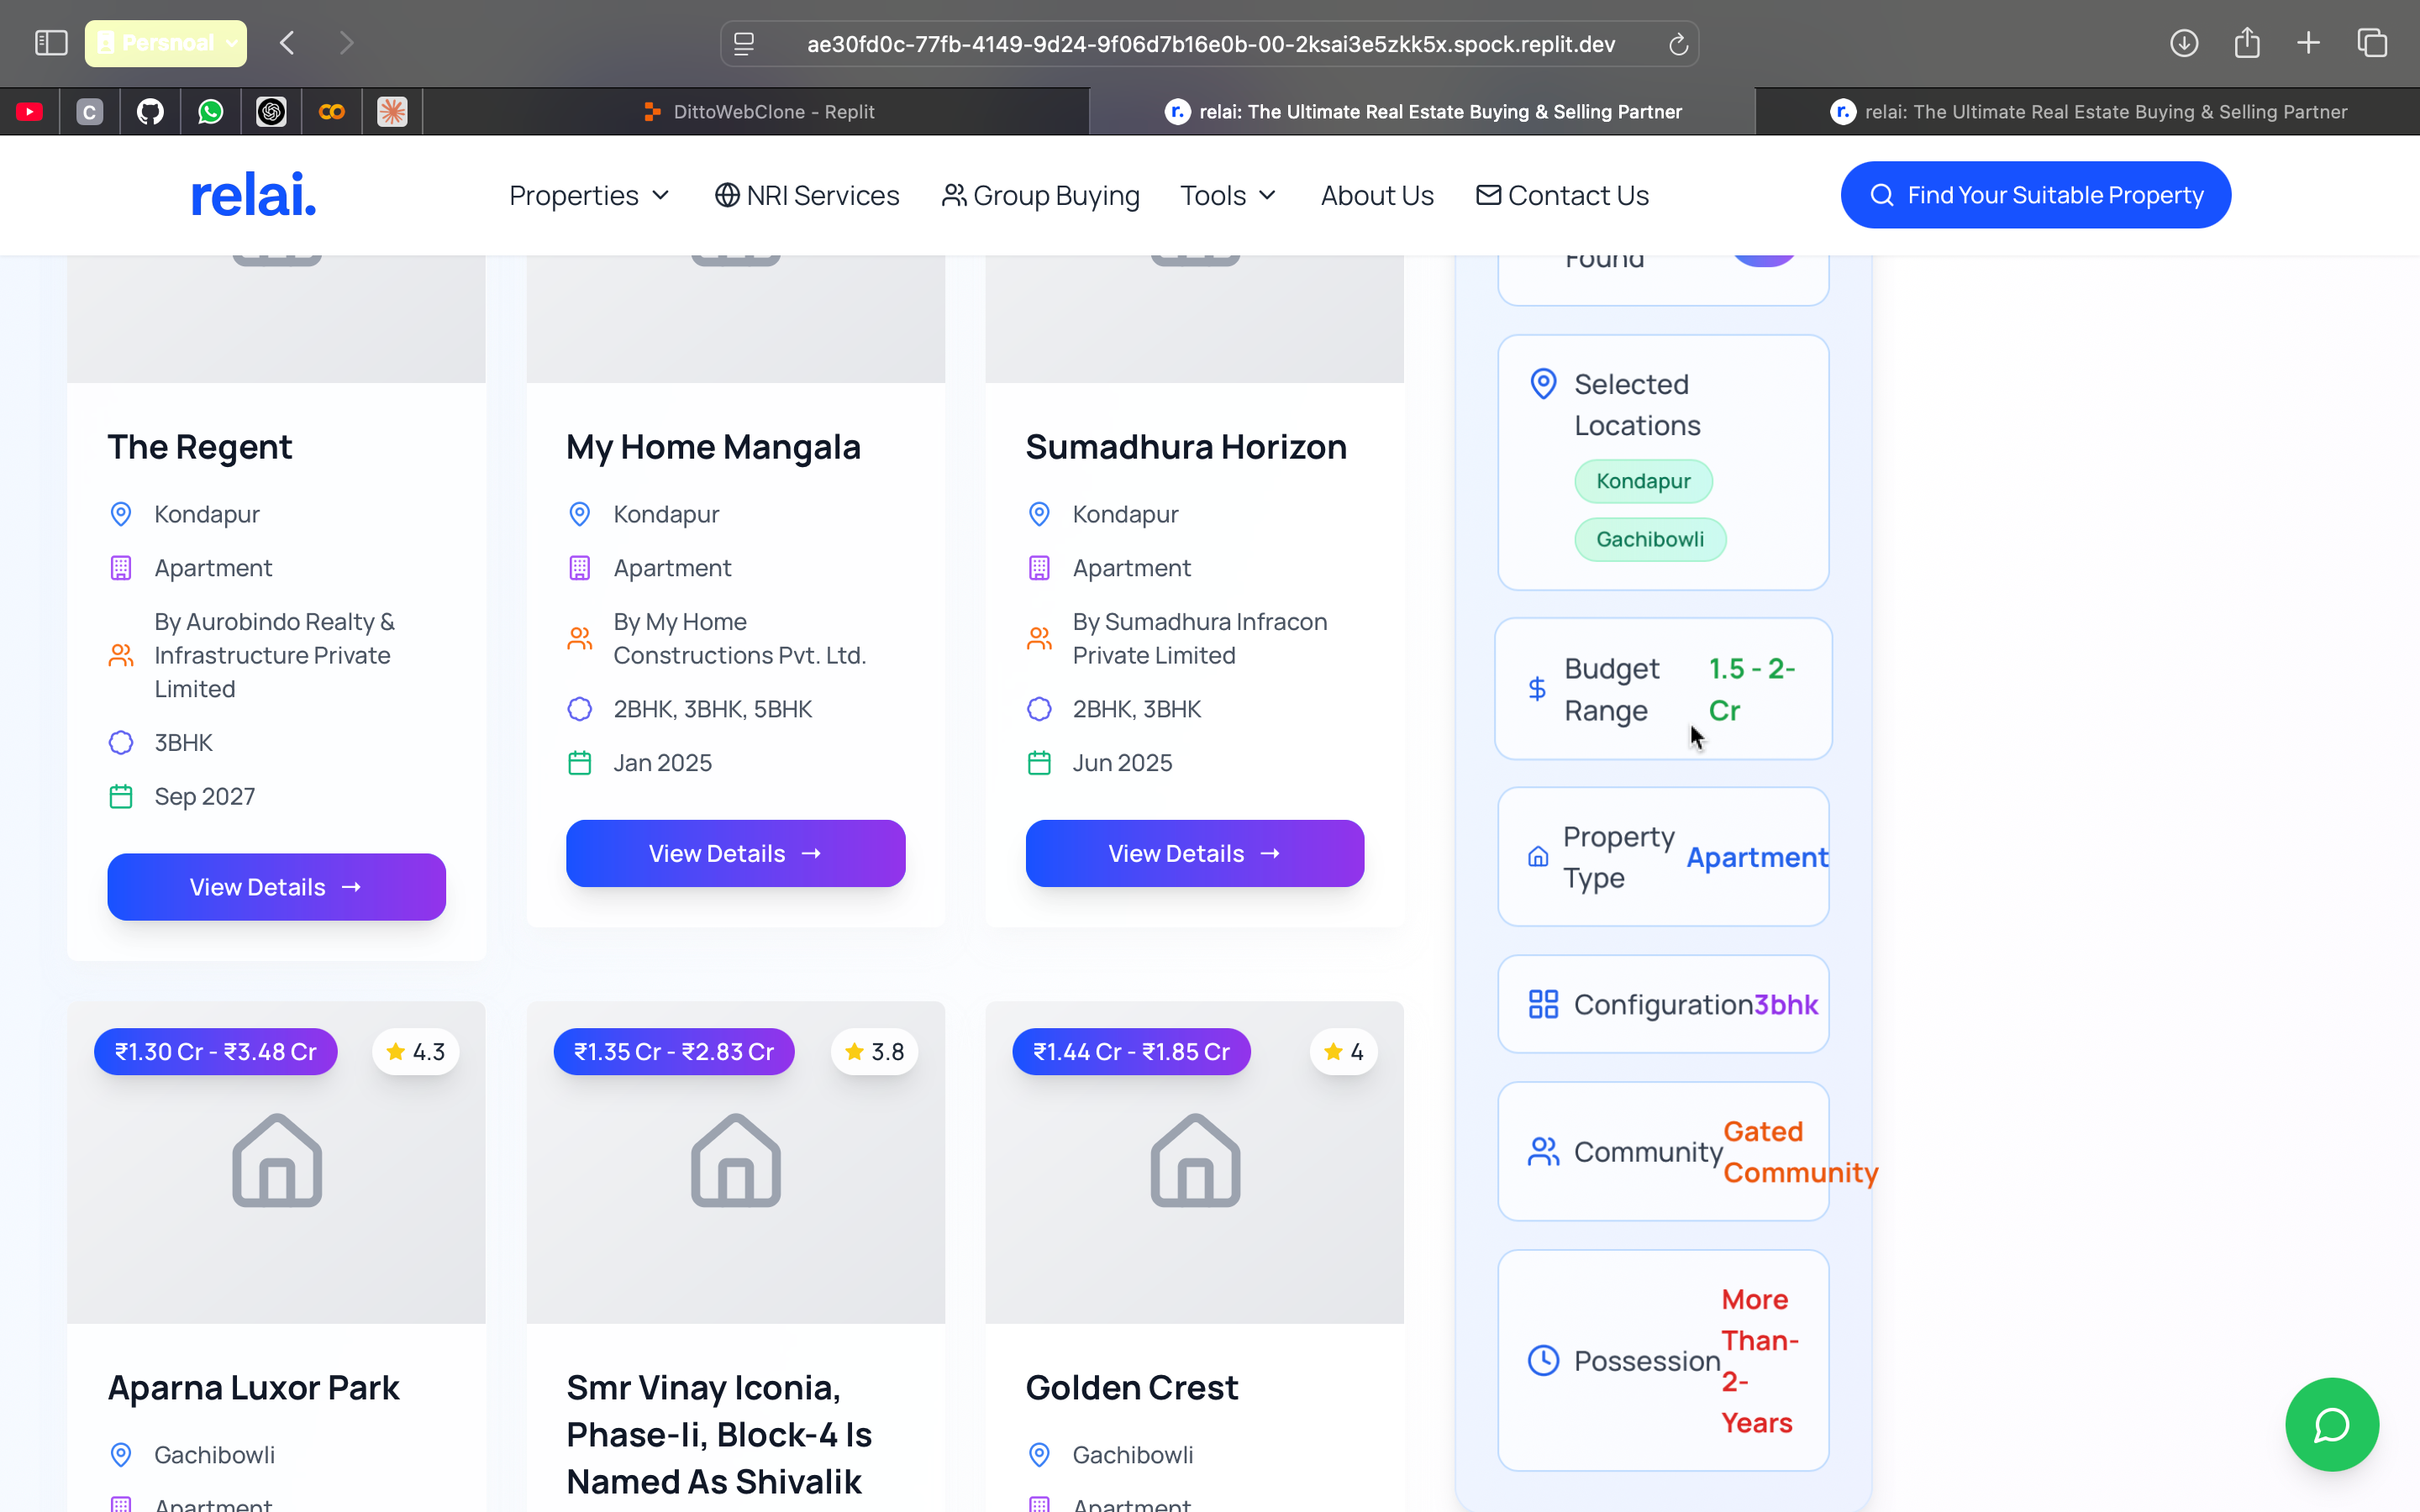 Persnoal
ae30fd0c-77fb-4149-9d24-9f06d7b16e0b-00-2ksai3e5zkk5x.spock.replit.dev
C
DittoWebClone – Replit
r.
relai: The Ultimate Real Estate Buying & Selling Partner
r.
relai: The Ultimate Real Estate Buying & Selling Partner
relai.
Properties
NRI Services
Group Buying
Tools
About Us
Contact Us
Find Your Suitable Property
The Regent
Kondapur
Apartment
By Aurobindo Realty &
Infrastructure Private
Limited
3BHK
Sep 2027
View Details →
My Home Mangala
Kondapur
Apartment
By My Home
Constructions Pvt. Ltd.
2BHK, 3BHK, 5BHK
Jan 2025
View Details →
Sumadhura Horizon
Kondapur
Apartment
By Sumadhura Infracon
Private Limited
2BHK, 3BHK
Jun 2025
View Details →
₹1.30 Cr - ₹3.48 Cr
4.3
Aparna Luxor Park
Gachibowli
Apartment
₹1.35 Cr - ₹2.83 Cr
3.8
Smr Vinay Iconia,
Phase-Ii, Block-4 Is
Named As Shivalik
₹1.44 Cr - ₹1.85 Cr
4
Golden Crest
Gachibowli
Apartment
Found
Selected
Locations
Kondapur
Gachibowli
Budget
Range
1.5 - 2-
Cr
Property
Type
Apartment
Configuration
3bhk
Community
Gated
Community
Possession
More
Than-
2-
Years